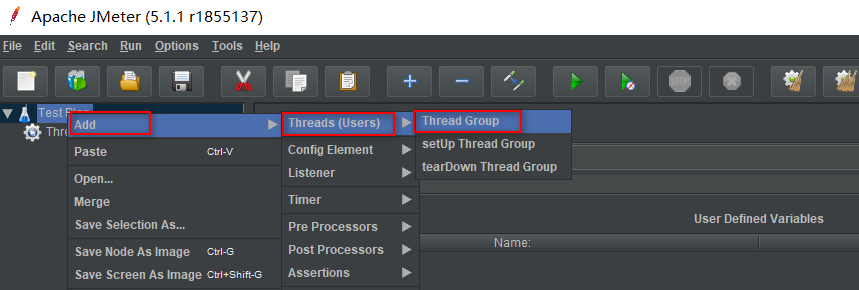 Apache JMeter (5.1.1 r1855137)
File Edit Search Run Options Tools Help
STOP
Test Plan
Thre
Add
Paste Ctrl-V
Open...
Merge
Save Selection As...
Save Node As Image Ctrl-G
Save Screen As Image Ctrl+Shift-G
Threads (Users)
Config Element
Listener
Timer
Pre Processors
Post Processors
Assertions
Thread Group
setUp Thread Group
tearDown Thread Group
User Defined Variables
Name: